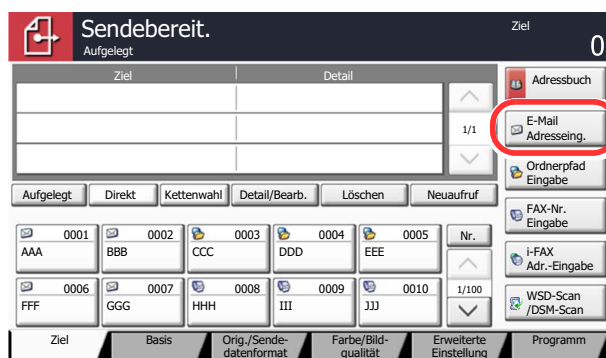 Sendebereit.
Aufgelegt
Ziel
0
Ziel Detail
1/1
Adressbuch
E-Mail
Adresseing.
Ordnerpfad
Eingabe
FAX-Nr.
Eingabe
i-FAX
Adr.-Eingabe
WSD-Scan
/DSM-Scan
Aufgelegt Direkt Kettenwahl Detail/Bearb. Löschen Neuaufruf
0001 0002 0003 0004 0005 Nr.
AAA BBB CCC DDD EEE
0006 0007 0008 0009 0010 1/100
FFF GGG HHH III JJJ
Ziel Basis Orig./Sende-
datenformat Farbe/Bild-
qualität Erweiterte
Einstellung Programm